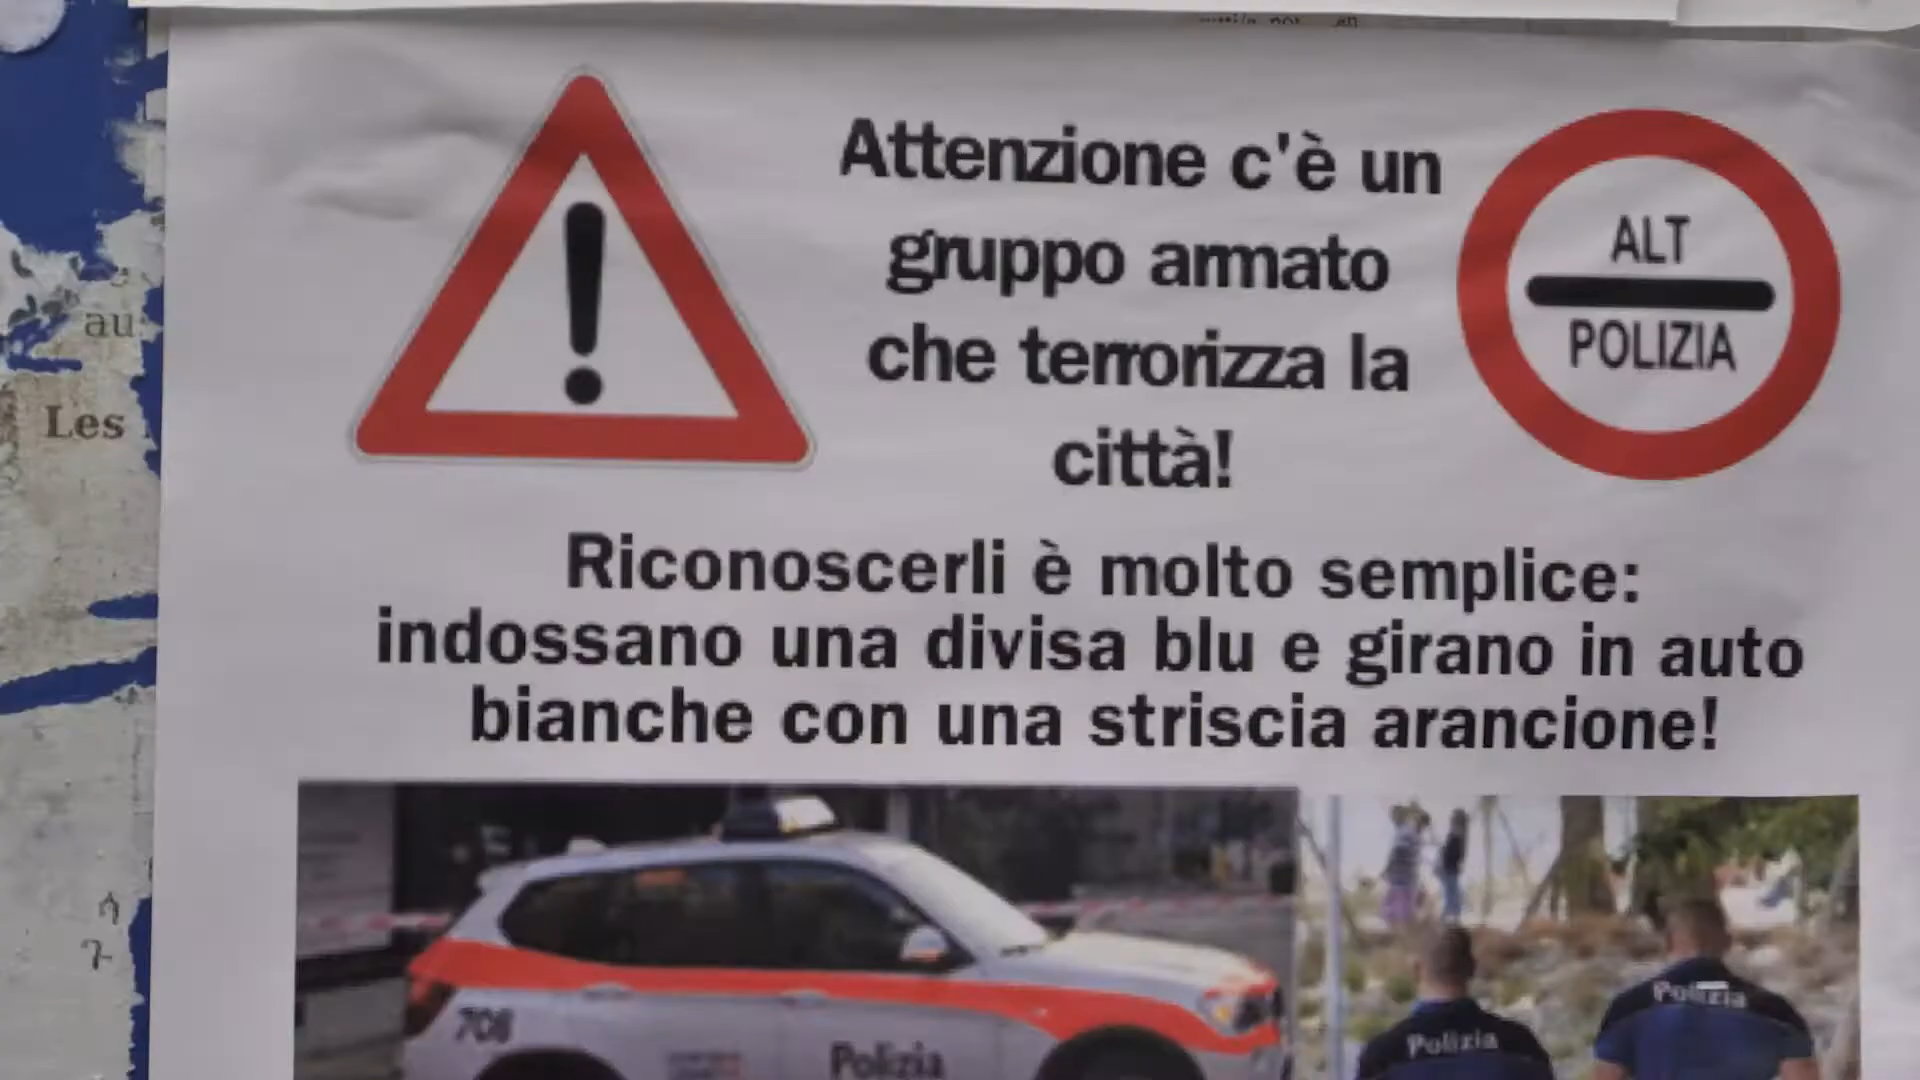 Attenzione c'è un
gruppo armato
che terrorizza la
città!
ALT
POLIZIA
Riconoscerli è molto semplice:
indossano una divisa blu e girano in auto
bianche con una striscia arancione!
au
Les
708
Polizia
Polizia
Polizia